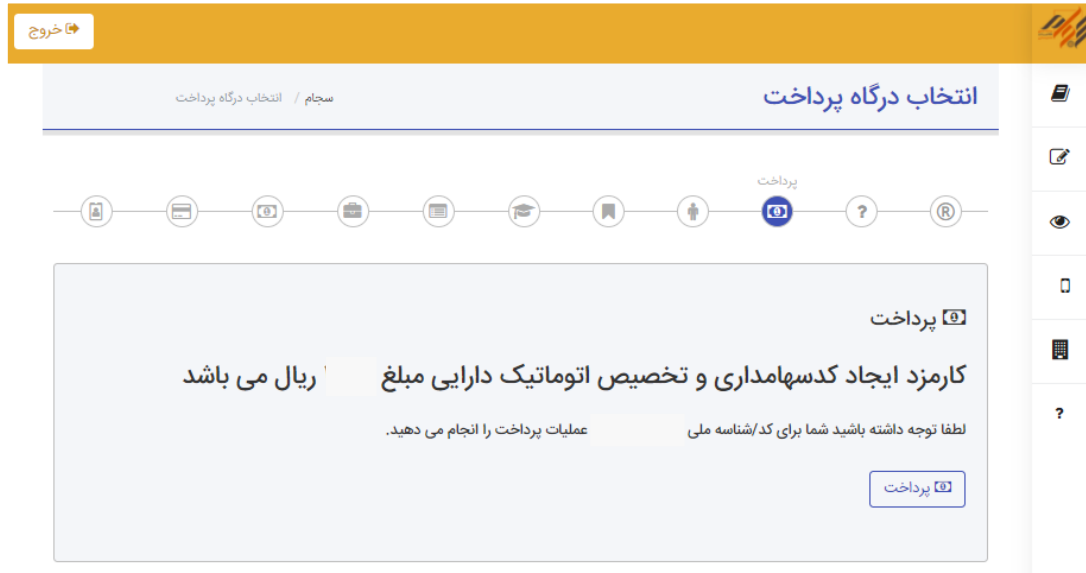 خروج
انتخاب درگاه پرداخت
سجام / انتخاب درگاه پرداخت
پرداخت
پرداخت
کارمزد ایجاد کدسهامداری و تخصیص اتوماتیک دارایی مبلغ ریال می باشد
لطفا توجه داشته باشید شما برای کد/شناسه ملی عملیات پرداخت را انجام می دهید.
پرداخت